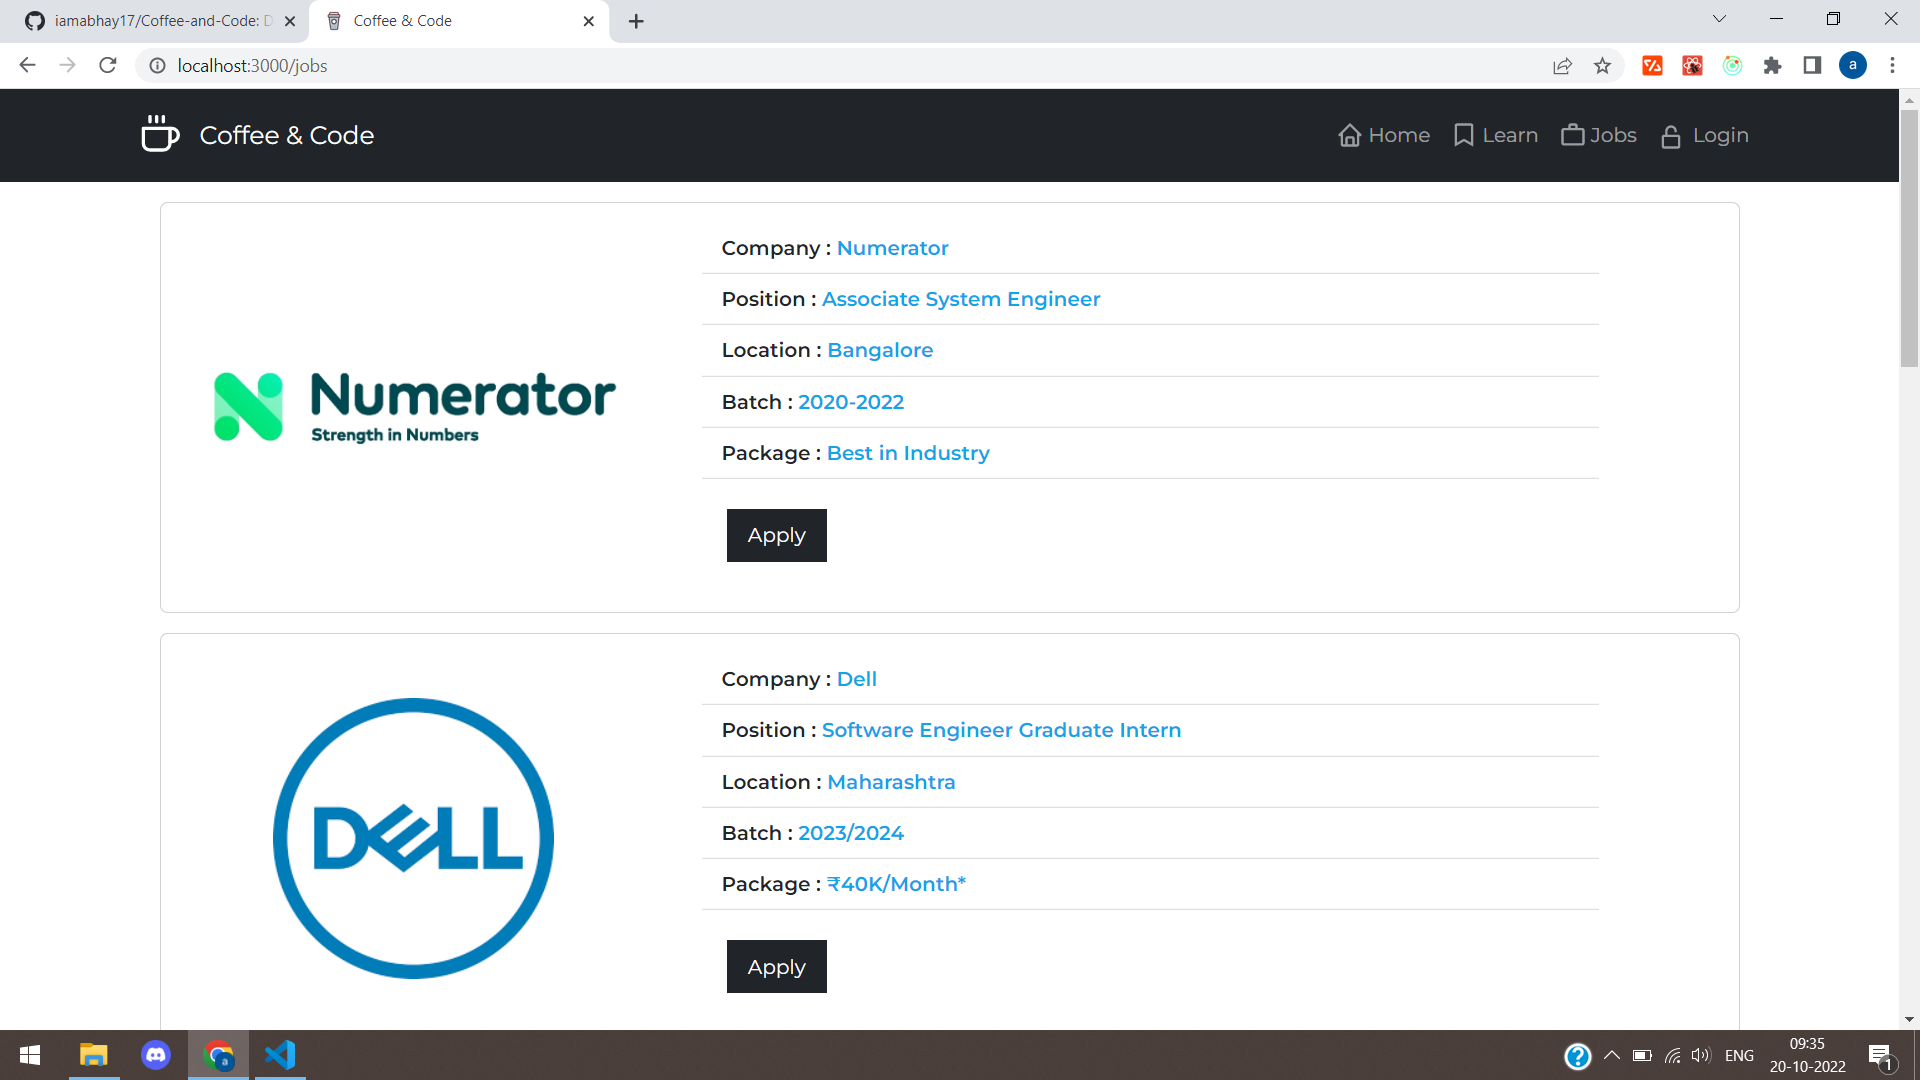 iamabhay17/Coffee-and-Code: D
Coffee & Code
localhost:3000/jobs
a
Coffee & Code
Home
Learn
Jobs
Login
Numerator
Strength in Numbers
Company : Numerator
Position : Associate System Engineer
Location : Bangalore
Batch : 2020-2022
Package : Best in Industry
Apply
DELL
Company : Dell
Position : Software Engineer Graduate Intern
Location : Maharashtra
Batch : 2023/2024
Package : ₹40K/Month*
Apply
a
?
ENG
09:35
20-10-2022
1